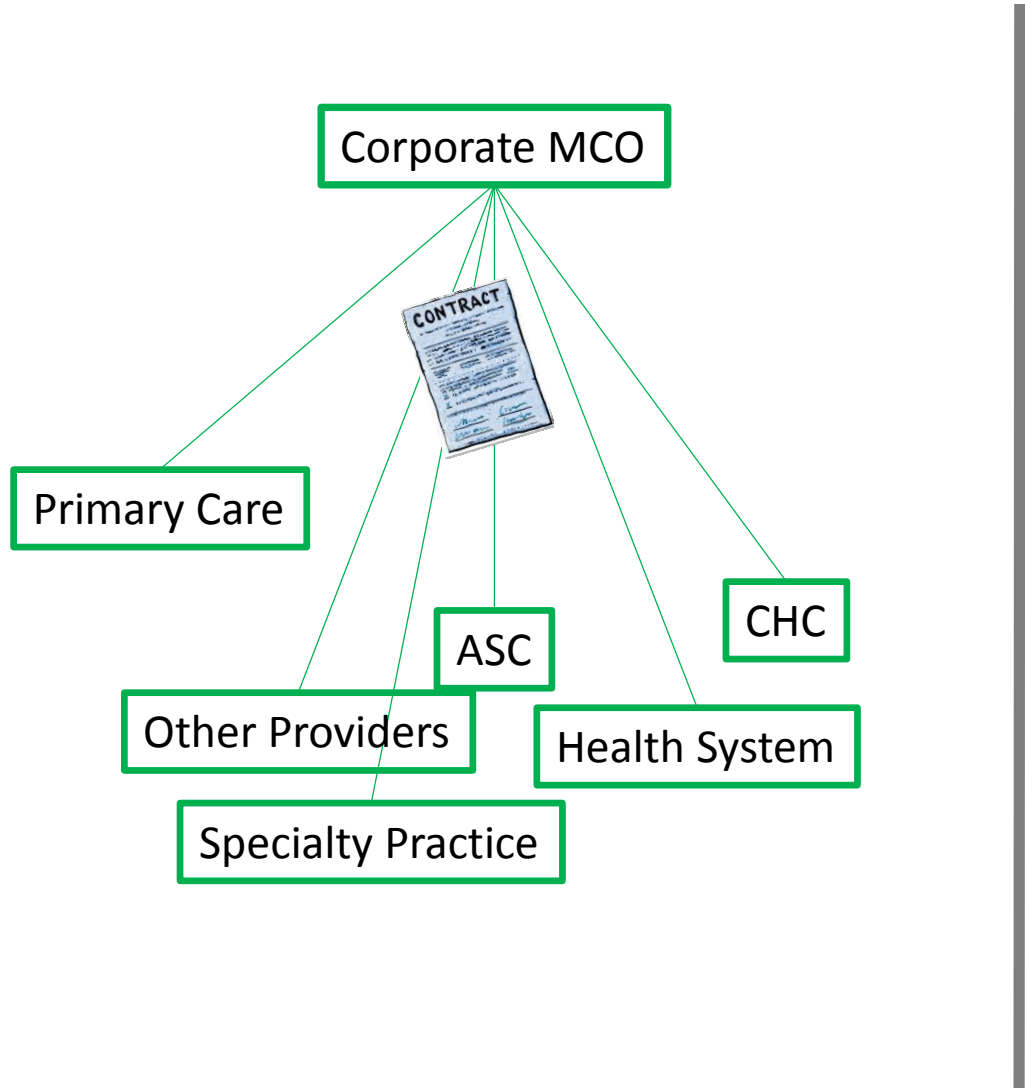 Corporate MCO
CONTRACT
Primary Care
CHC
ASC
Other Providers
Health System
Specialty Practice